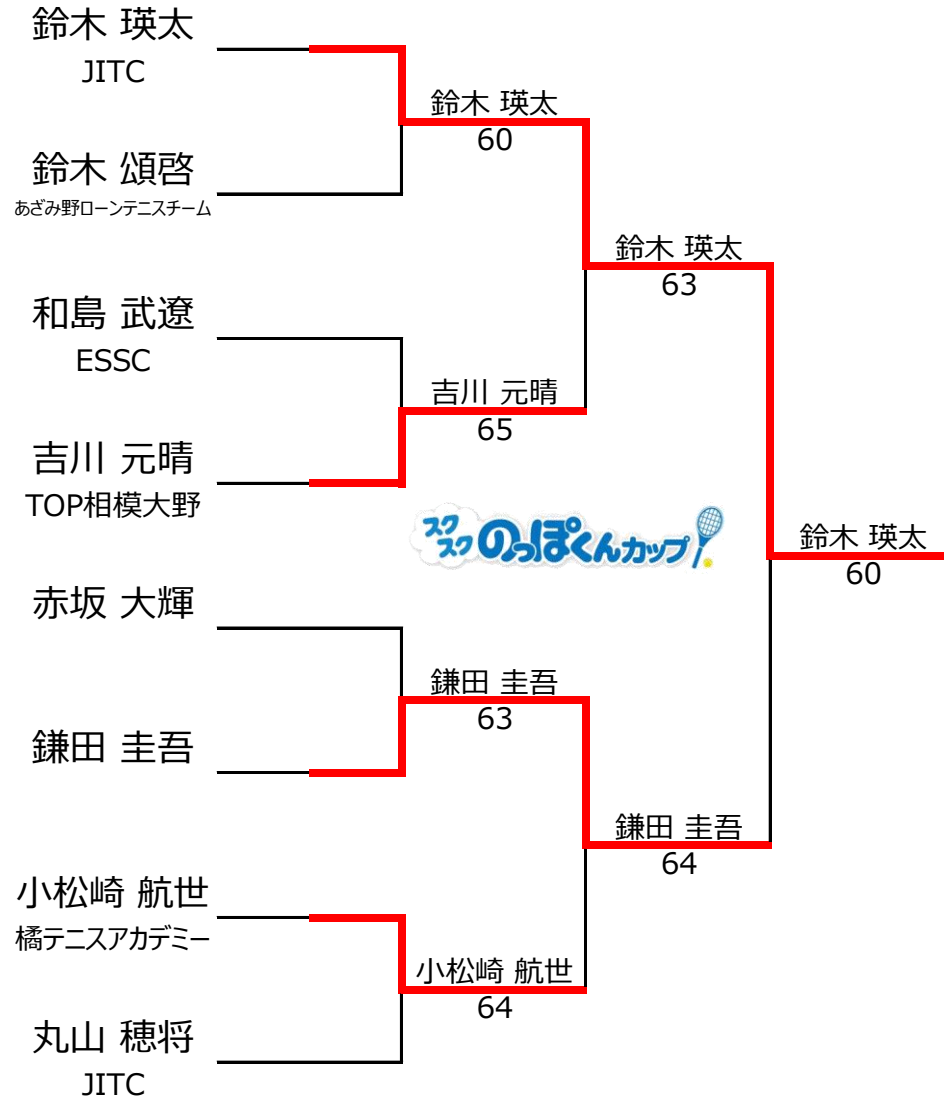 鈴木 瑛太
JITC
鈴木 頌啓
あざみ野ローンテニスチーム
和島 武遼
ESSC
吉川 元晴
TOP相模大野
赤坂 大輝
鎌田 圭吾
小松崎 航世
橘テニスアカデミー
丸山 穂将
JITC
鈴木 瑛太
60
吉川 元晴
65
鎌田 圭吾
63
小松崎 航世
64
鈴木 瑛太
63
鎌田 圭吾
64
鈴木 瑛太
60
スク
スク のっぽくんカップ